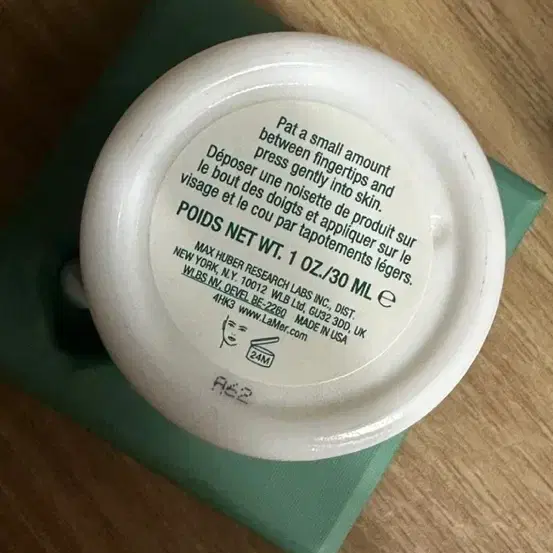 Pat a small amount
between fingertips and
press gently into skin.
Déposer une noisette de produit sur
le bout des doigts et appliquer sur le
visage et le cou par tapotements légers.
POIDS NET WT. 1 OZ./30 ML ℮
MAX HUBER RESEARCH LABS INC., DIST.
NEW YORK, N.Y. 10012 WLB Ltd, GU32 3DD, UK
WLBS NV. DEVEL BE-2260 MADE IN USA
4HK3 www.LaMer.com
24M
A62